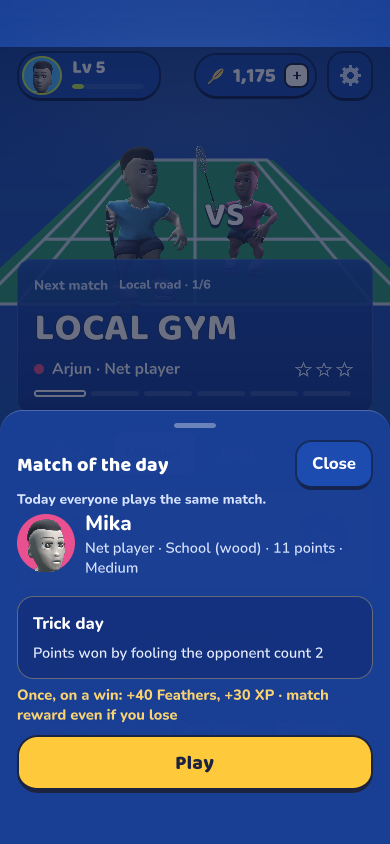 Lv 5
1,175
+
VS
Next match Local road · 1/6
LOCAL GYM
Arjun · Net player
Match of the day
Close
Today everyone plays the same match.
Mika
Net player · School (wood) · 11 points ·
Medium
Trick day
Points won by fooling the opponent count 2
Once, on a win: +40 Feathers, +30 XP · match
reward even if you lose
Play